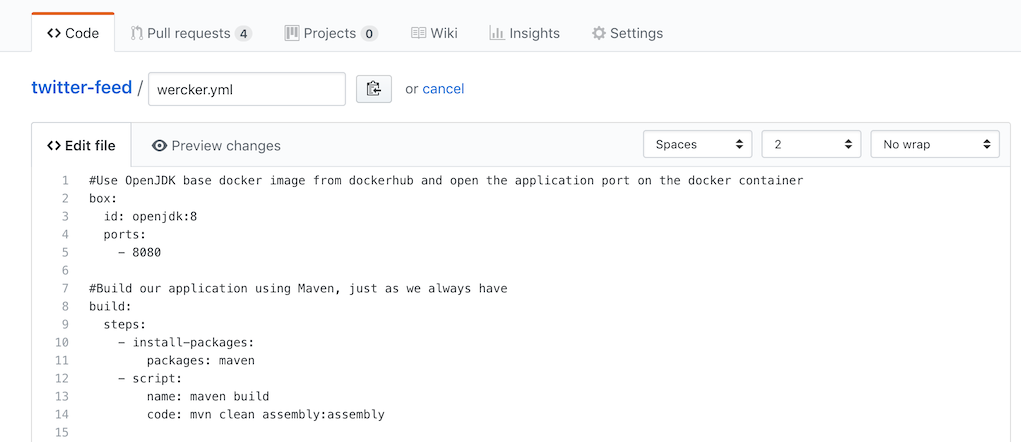 Code Pull requests 4 Projects 0 Wiki Insights Settings
twitter-feed / wercker.yml or cancel
Edit file Preview changes Spaces 2 No wrap
1 #Use OpenJDK base docker image from dockerhub and open the application port on the docker container
2 box:
3   id: openjdk:8
4   ports:
5     - 8080
6
7 #Build our application using Maven, just as we always have
8 build:
9   steps:
10     - install-packages:
11         packages: maven
12     - script:
13         name: maven build
14         code: mvn clean assembly:assembly
15